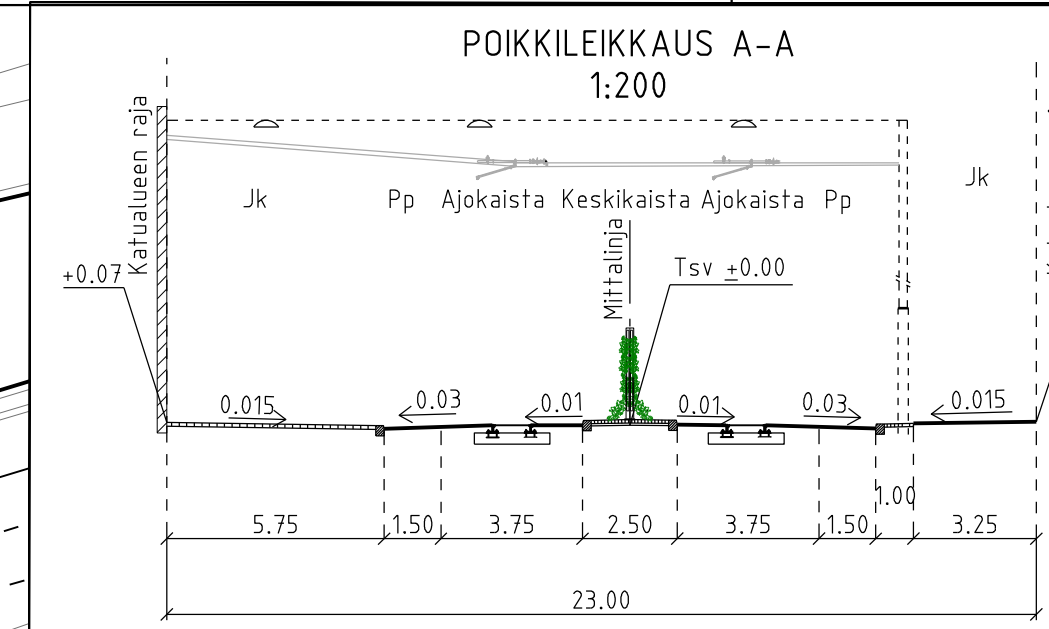 POIKKILEIKKAUS A-A
1:200
Katualueen raja
Jk
Pp
Ajokaista
Keskikaista
Ajokaista
Pp
Jk
Mittalinja
+0.07
Tsv ±0.00
0.015
0.03
0.01
0.01
0.03
0.015
1.00
5.75
1.50
3.75
2.50
3.75
1.50
3.25
23.00